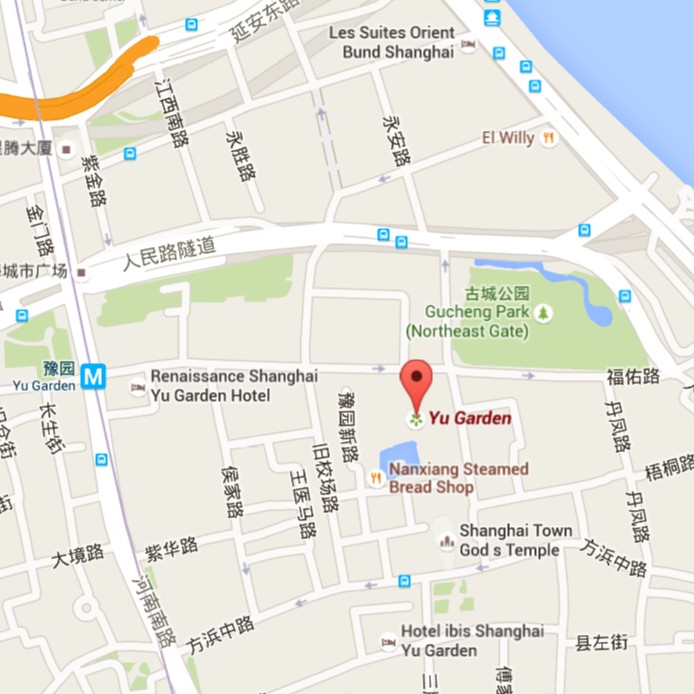 延安东路
Les Suites Orient
Bund Shanghai
江西南路
永胜路
永安路
El Willy
腾大厦
紫金路
金门路
人民路隧道
城市广场
古城公园
Gucheng Park
(Northeast Gate)
豫园
Yu Garden
M
Renaissance Shanghai
Yu Garden Hotel
福佑路
长生街
豫园新路
Yu Garden
丹凤路
旧校场路
侯家路
王医马路
Nanxiang Steamed
Bread Shop
梧桐路
丹凤路
Shanghai Town
God s Temple
大境路
紫华路
方浜中路
河南南路
方浜中路
Hotel ibis Shanghai
Yu Garden
县左街